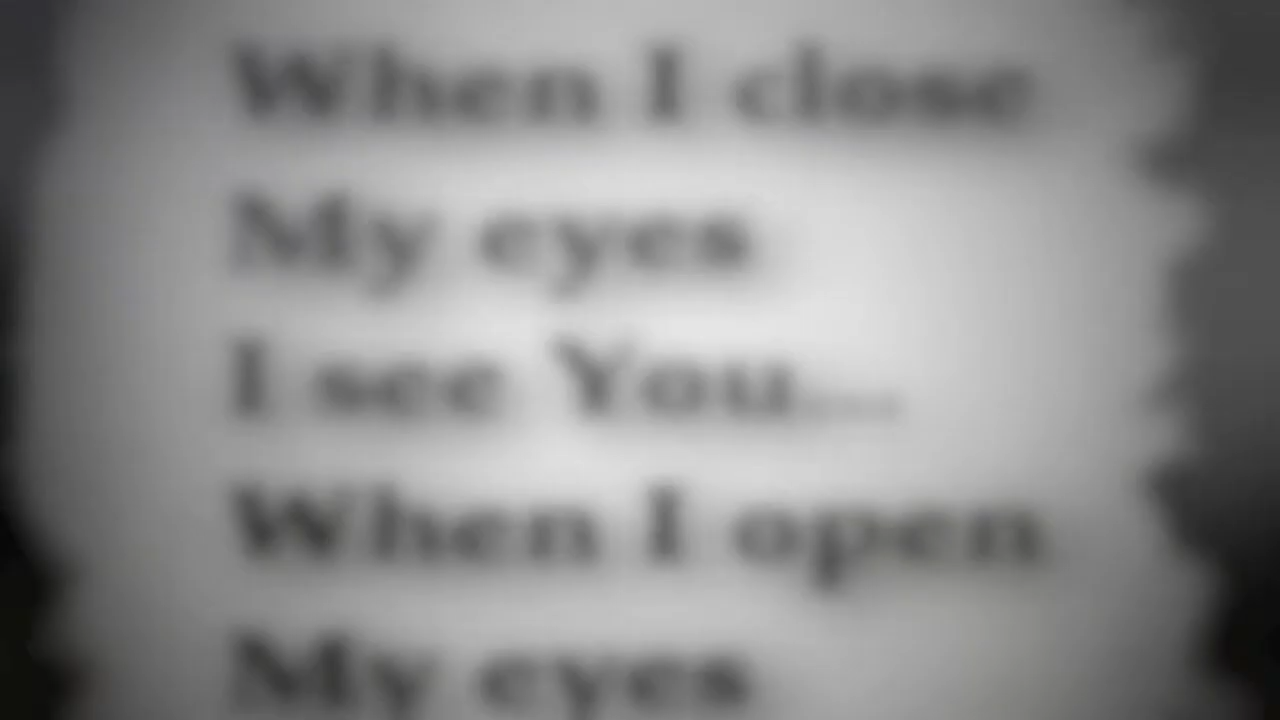 When I close
My eyes
I see You...
When I open
My eyes